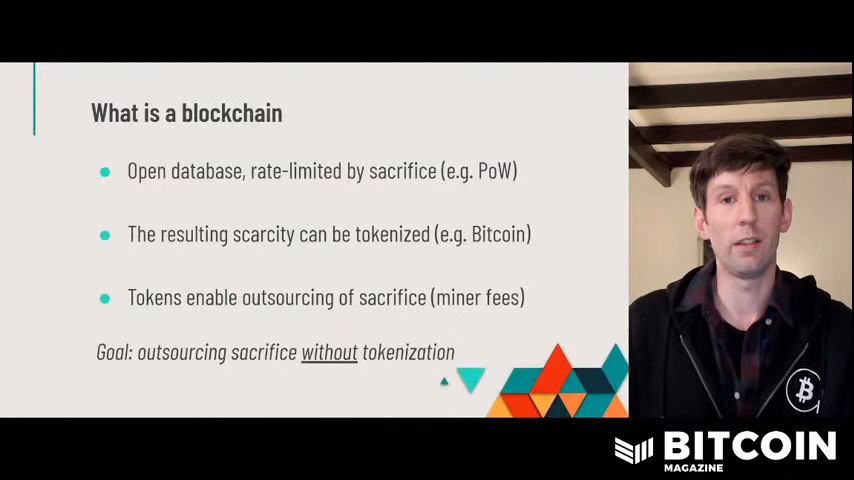 What is a blockchain
Open database, rate-limited by sacrifice (e.g. PoW)
The resulting scarcity can be tokenized (e.g. Bitcoin)
Tokens enable outsourcing of sacrifice (miner fees)
Goal: outsourcing sacrifice without tokenization
BITCOIN
MAGAZINE